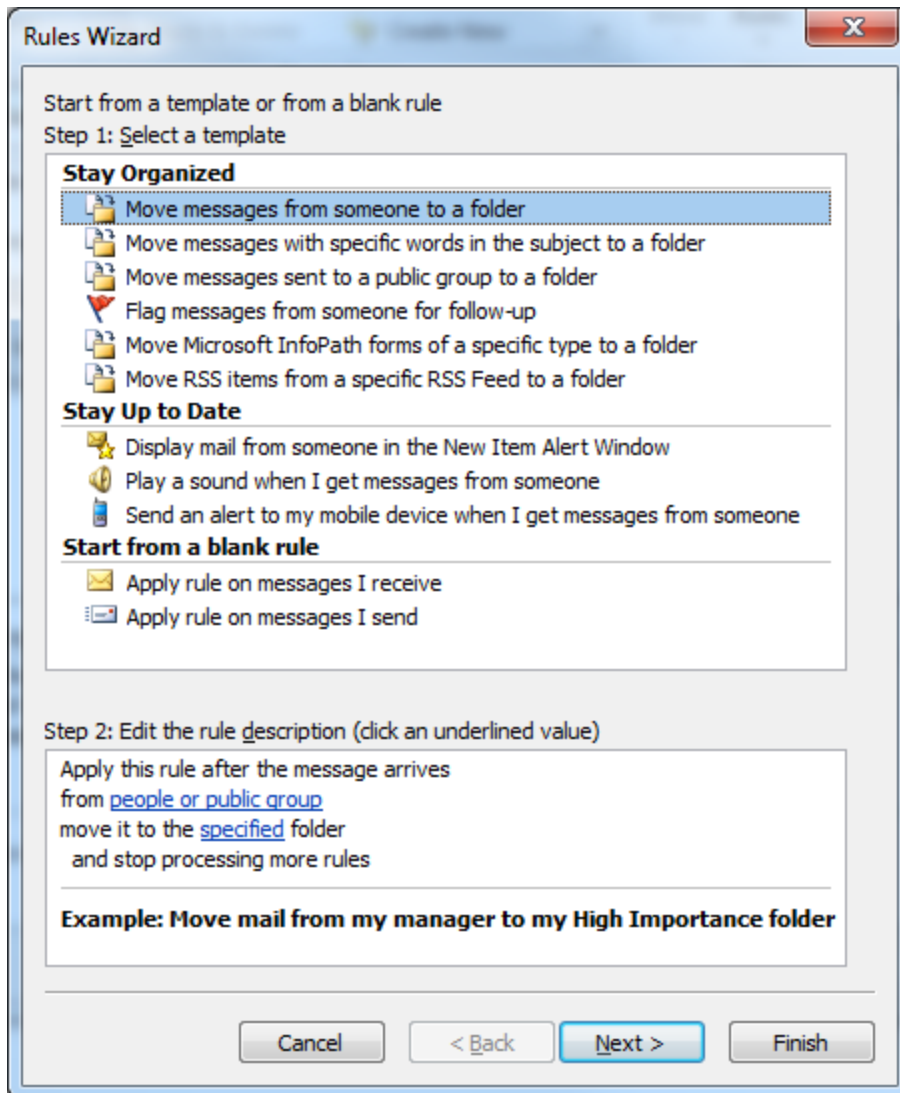 Rules Wizard
Start from a template or from a blank rule
Step 1: Select a template
Stay Organized
Move messages from someone to a folder
Move messages with specific words in the subject to a folder
Move messages sent to a public group to a folder
Flag messages from someone for follow-up
Move Microsoft InfoPath forms of a specific type to a folder
Move RSS items from a specific RSS Feed to a folder
Stay Up to Date
Display mail from someone in the New Item Alert Window
Play a sound when I get messages from someone
Send an alert to my mobile device when I get messages from someone
Start from a blank rule
Apply rule on messages I receive
Apply rule on messages I send
Step 2: Edit the rule description (click an underlined value)
Apply this rule after the message arrives
from people or public group
move it to the specified folder
and stop processing more rules
Example: Move mail from my manager to my High Importance folder
Cancel < Back Next > Finish